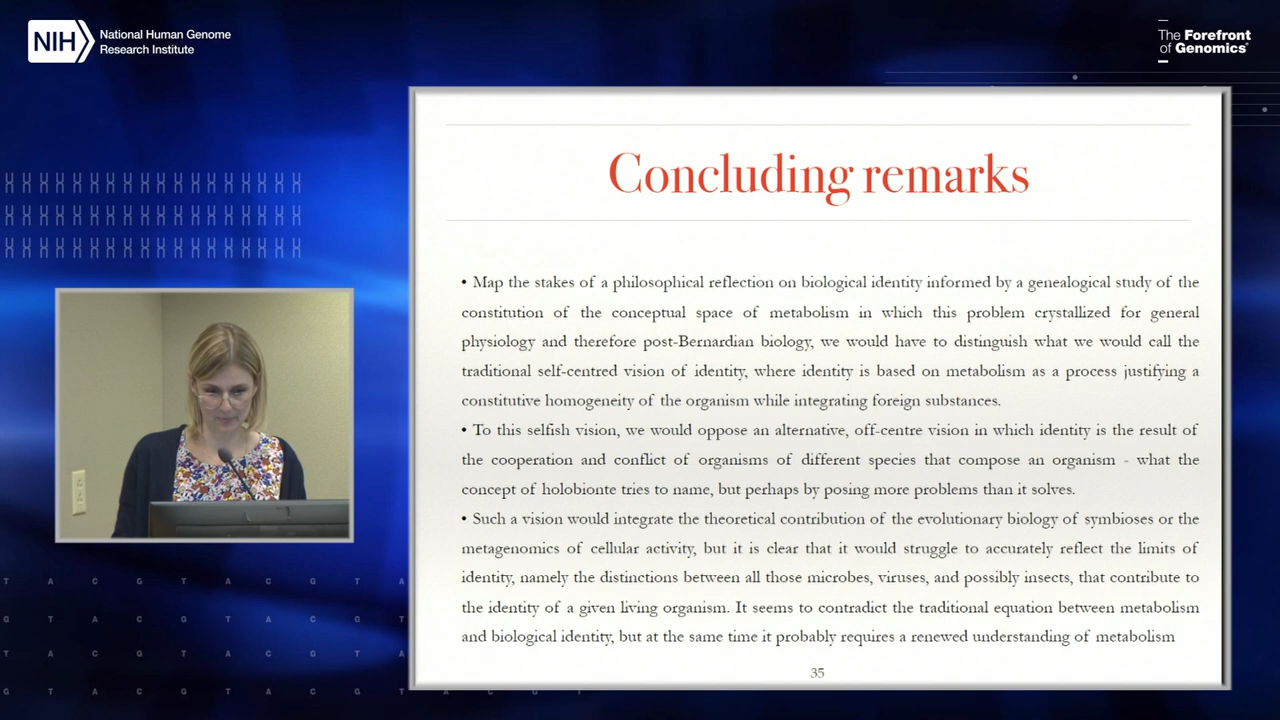 NIH
National Human Genome
Research Institute
The Forefront
of Genomics®
Concluding remarks
• Map the stakes of a philosophical reflection on biological identity informed by a genealogical study of the
constitution of the conceptual space of metabolism in which this problem crystallized for general
physiology and therefore post-Bernardian biology, we would have to distinguish what we would call the
traditional self-centred vision of identity, where identity is based on metabolism as a process justifying a
constitutive homogeneity of the organism while integrating foreign substances.
• To this selfish vision, we would oppose an alternative, off-centre vision in which identity is the result of
the cooperation and conflict of organisms of different species that compose an organism - what the
concept of holobionte tries to name, but perhaps by posing more problems than it solves.
• Such a vision would integrate the theoretical contribution of the evolutionary biology of symbioses or the
metagenomics of cellular activity, but it is clear that it would struggle to accurately reflect the limits of
identity, namely the distinctions between all those microbes, viruses, and possibly insects, that contribute to
the identity of a given living organism. It seems to contradict the traditional equation between metabolism
and biological identity, but at the same time it probably requires a renewed understanding of metabolism
35
T A C G T A C G T A
G T A C G T A C G T
T A C G T A C G T
G T A C G T A C G T A C G T